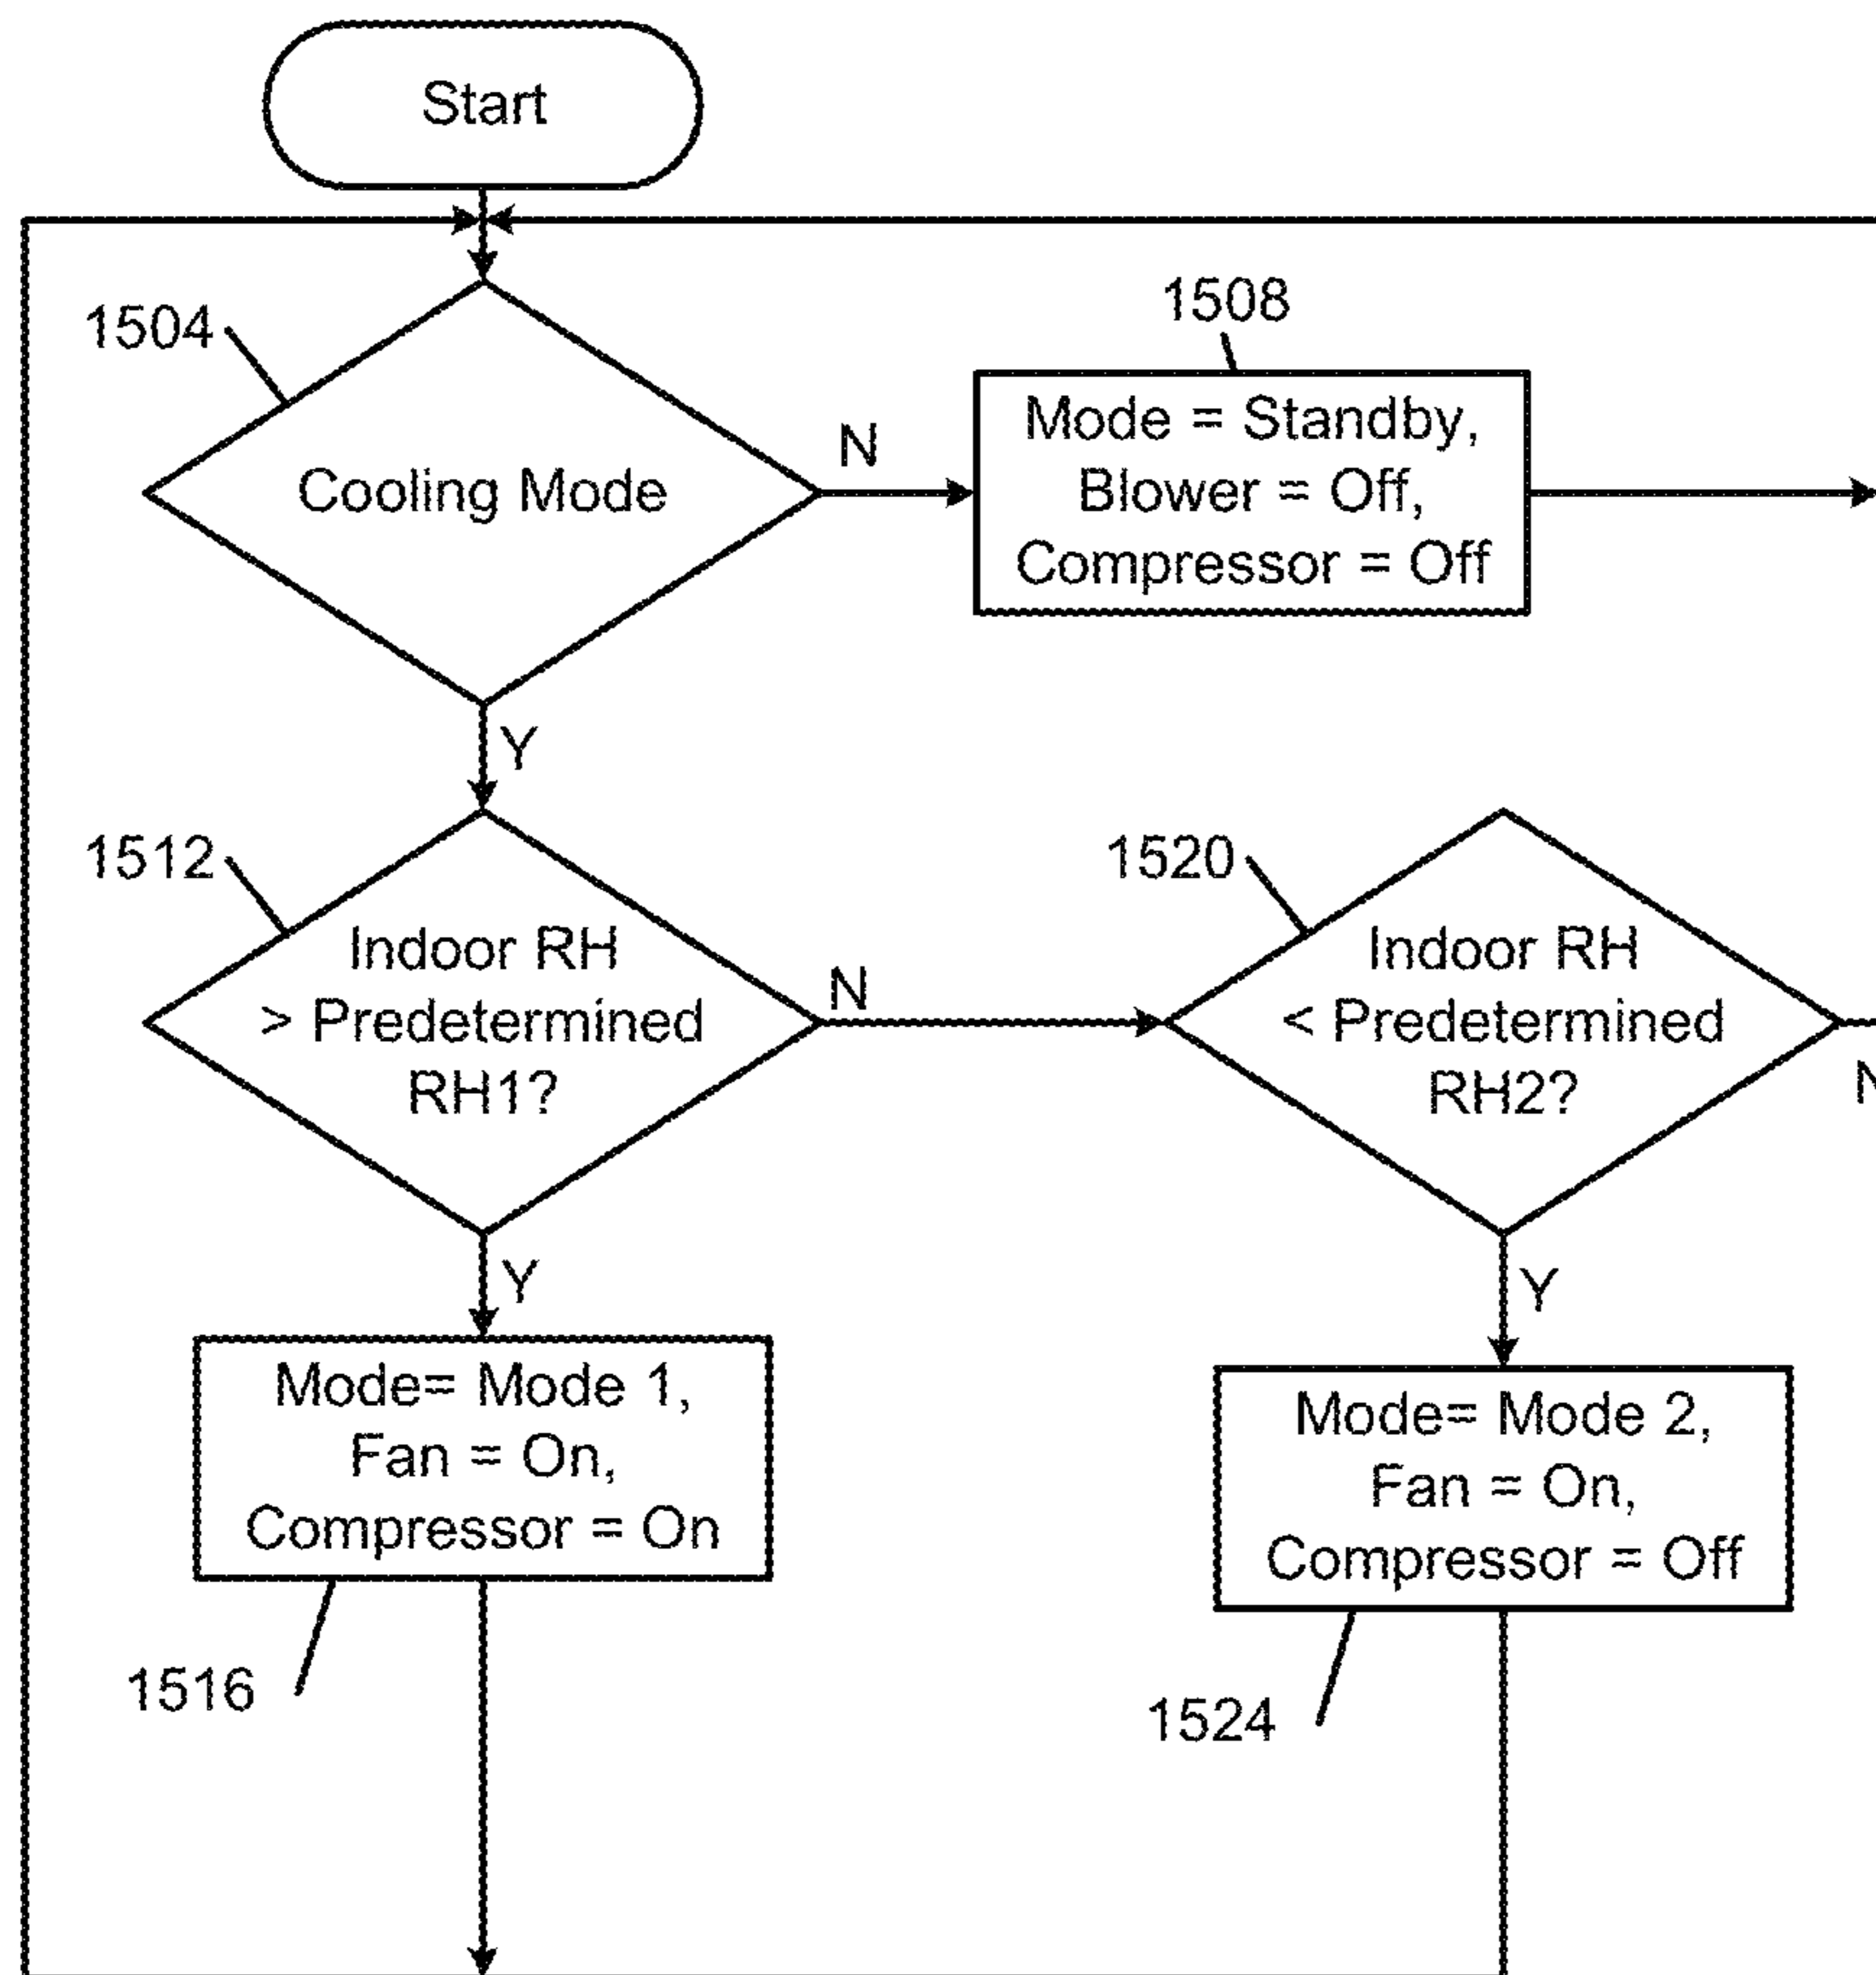 Start
1504
Cooling Mode
N
1508
Mode = Standby,
Blower = Off,
Compressor = Off
Y
1512
Indoor RH
> Predetermined
RH1?
N
1520
Indoor RH
< Predetermined
RH2?
Y
Mode= Mode 1,
Fan = On,
Compressor = On
1516
Y
Mode= Mode 2,
Fan = On,
Compressor = Off
1524